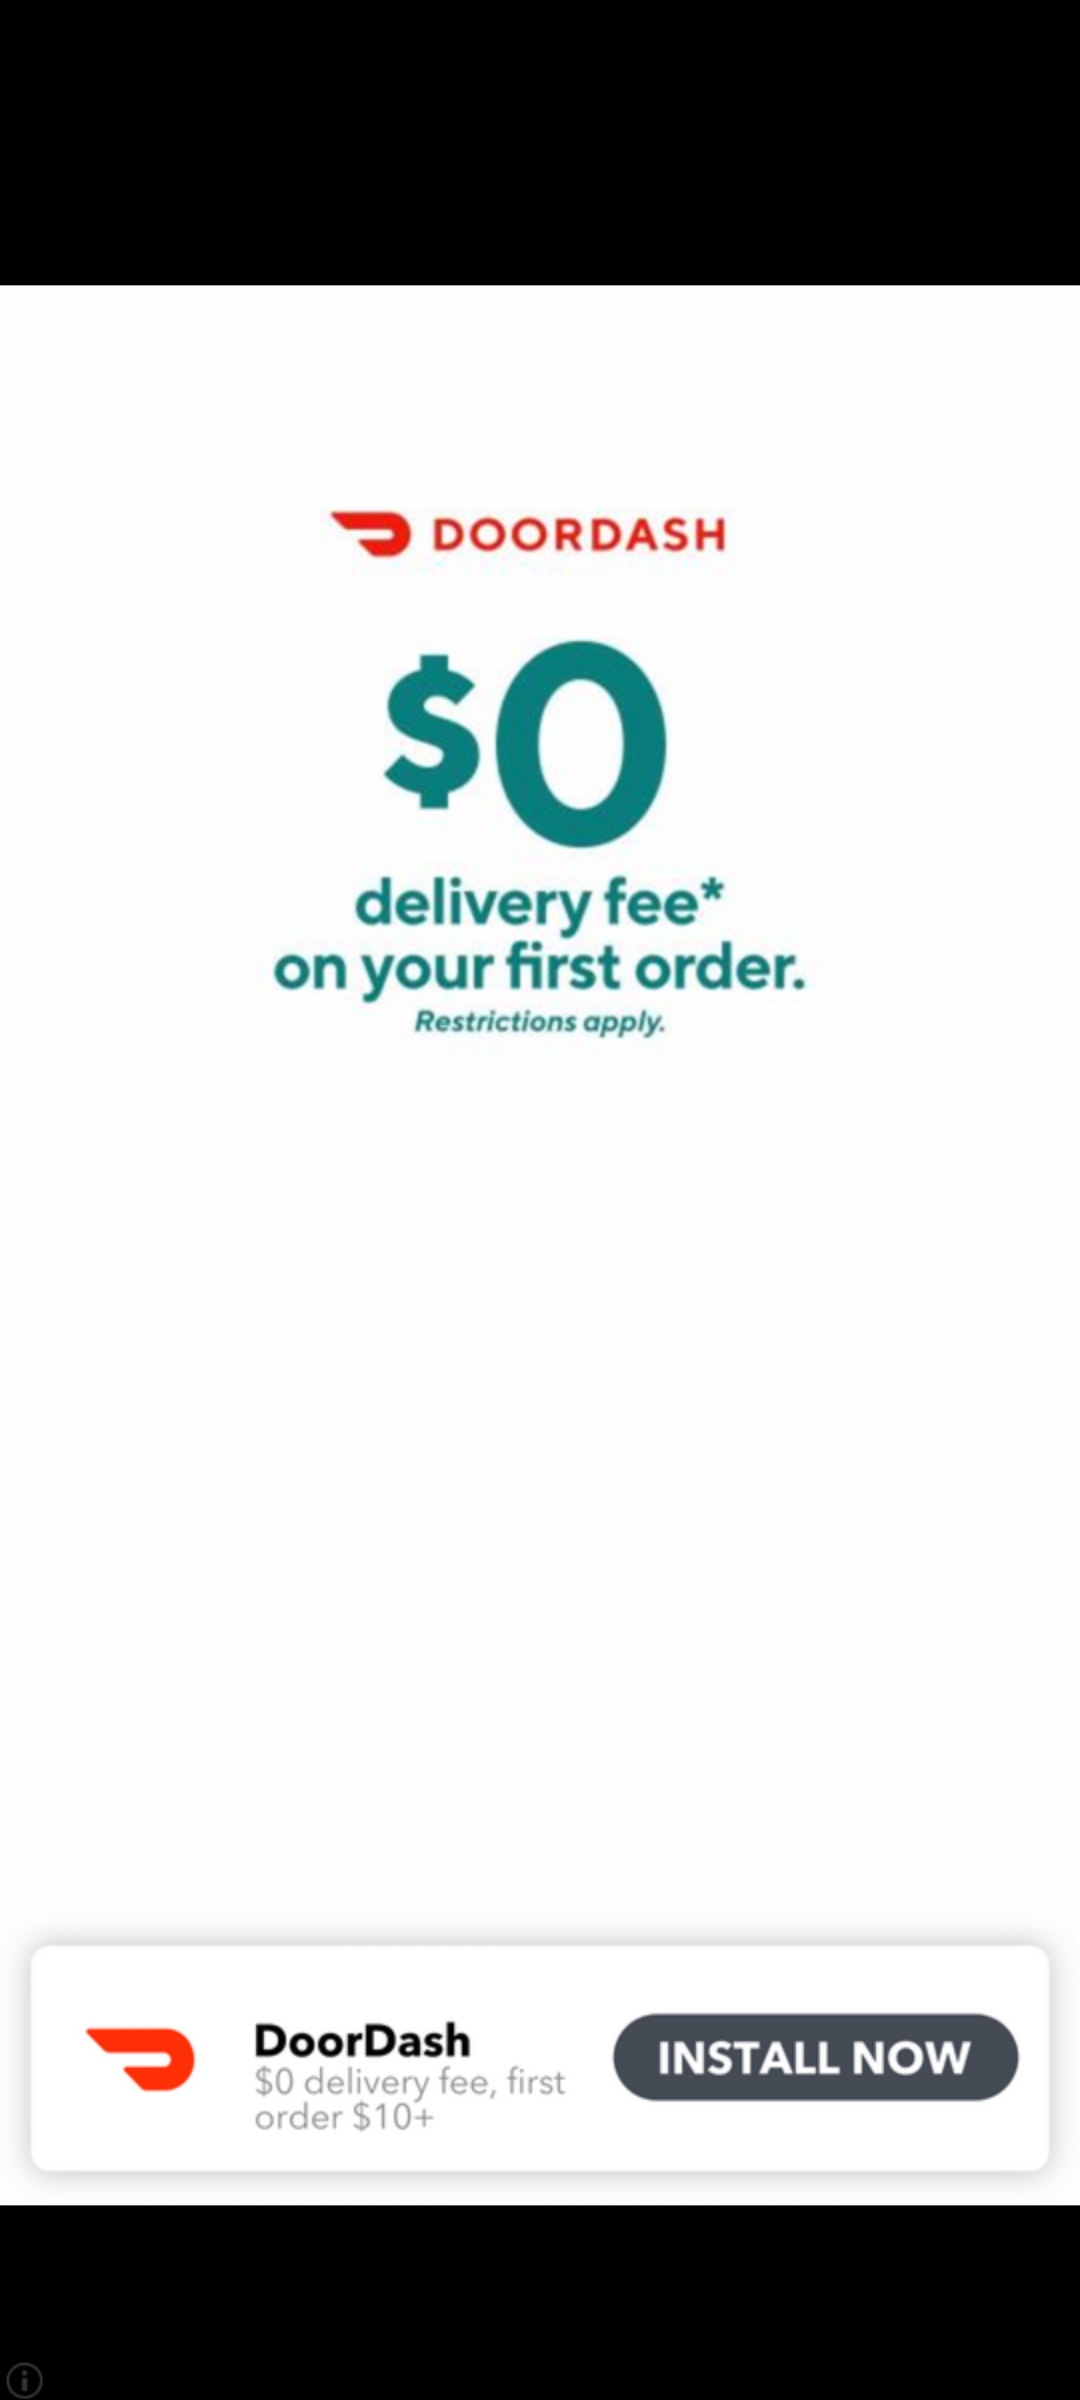 DOORDASH
$0
delivery fee*
on your first order.
Restrictions apply.
DoorDash
$0 delivery fee, first
order $10+
INSTALL NOW